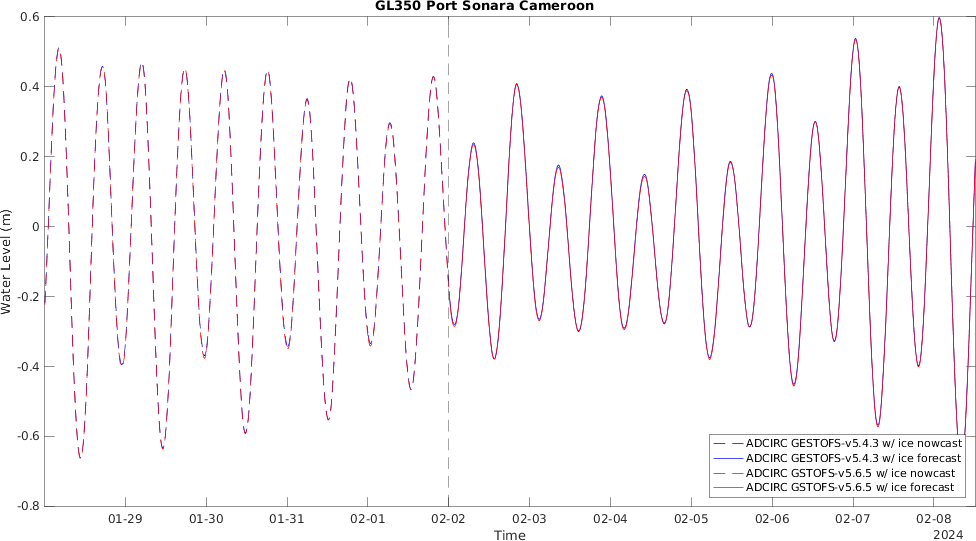 GL350 Port Sonara Cameroon
0.6
0.4
0.2
0
-0.2
-0.4
-0.6
-0.8
Water Level (m)
ADCIRC GESTOFS-v5.4.3 w/ ice nowcast
ADCIRC GESTOFS-v5.4.3 w/ ice forecast
ADCIRC GSTOFS-v5.6.5 w/ ice nowcast
ADCIRC GSTOFS-v5.6.5 w/ ice forecast
01-29 01-30 01-31 02-01 02-02 02-03 02-04 02-05 02-06 02-07 02-08
Time
2024